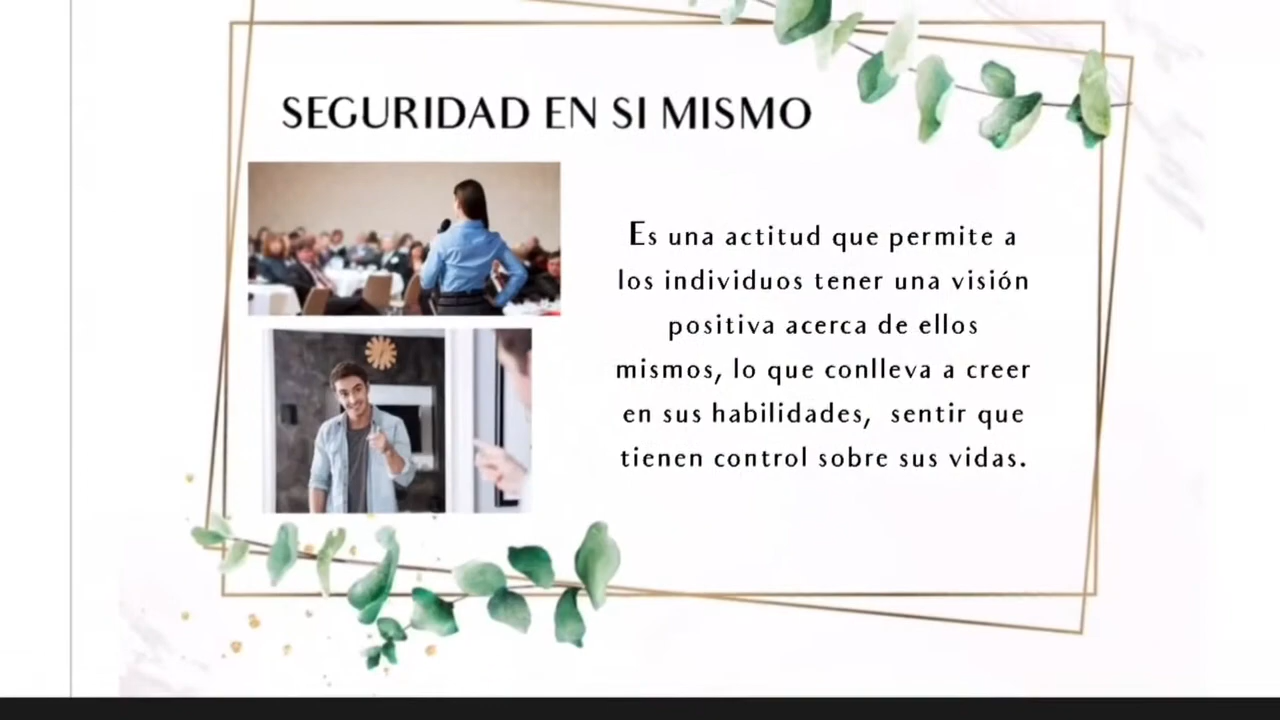 SEGURIDAD EN SI MISMO
Es una actitud que permite a
los individuos tener una visión
positiva acerca de ellos
mismos, lo que conlleva a creer
en sus habilidades, sentir que
tienen control sobre sus vidas.